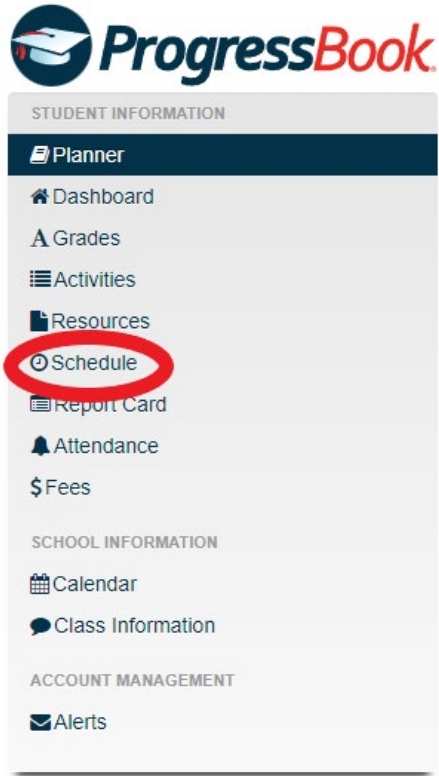 ProgressBook
STUDENT INFORMATION
Planner
Dashboard
Grades
Activities
Resources
Schedule
Report Card
Attendance
Fees
SCHOOL INFORMATION
Calendar
Class Information
ACCOUNT MANAGEMENT
Alerts